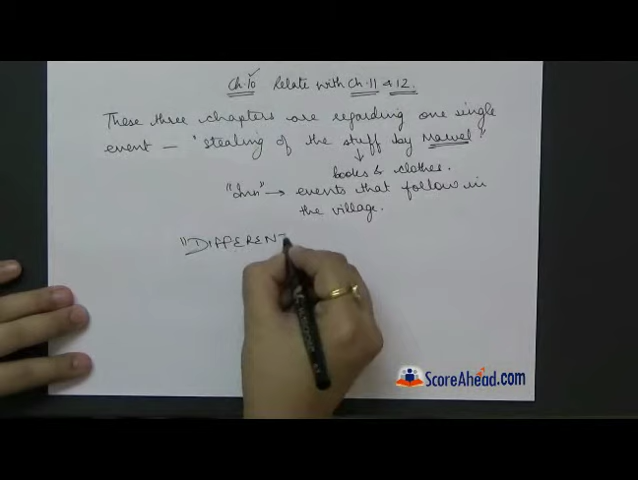 Ch.10 Relate with Ch.11 & 12.
These three chapters are regarding one single
event — "stealing of the stuff by Marvel"
books & clothes.
"Inn" → events that follow in
the village.
"DIFFERENT
ScoreAhead.com